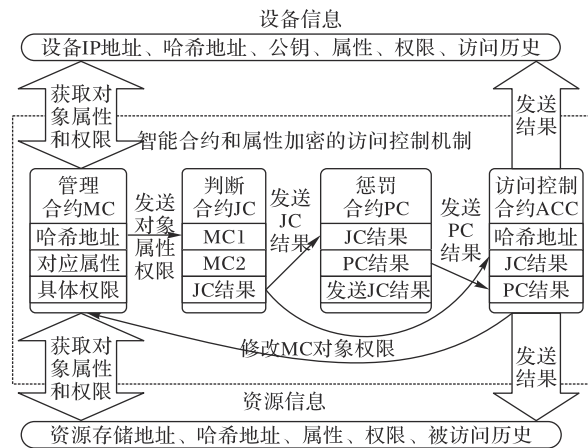 设备信息
设备IP地址、哈希地址、公钥、属性、权限、访问历史
获取对
象属性
和权限
发送
结果
智能合约和属性加密的访问控制机制
管理
合约MC
哈希地址
对应属性
具体权限
发送
对象
属性
权限
判断
合约JC
MC1
MC2
JC结果
发送
JC
结果
惩罚
合约PC
JC结果
PC结果
发送JC结果
发送
PC
结果
访问控制
合约ACC
哈希地址
JC结果
PC结果
修改MC对象权限
获取对
象属性
和权限
发送
结果
资源信息
资源存储地址、哈希地址、属性、权限、被访问历史